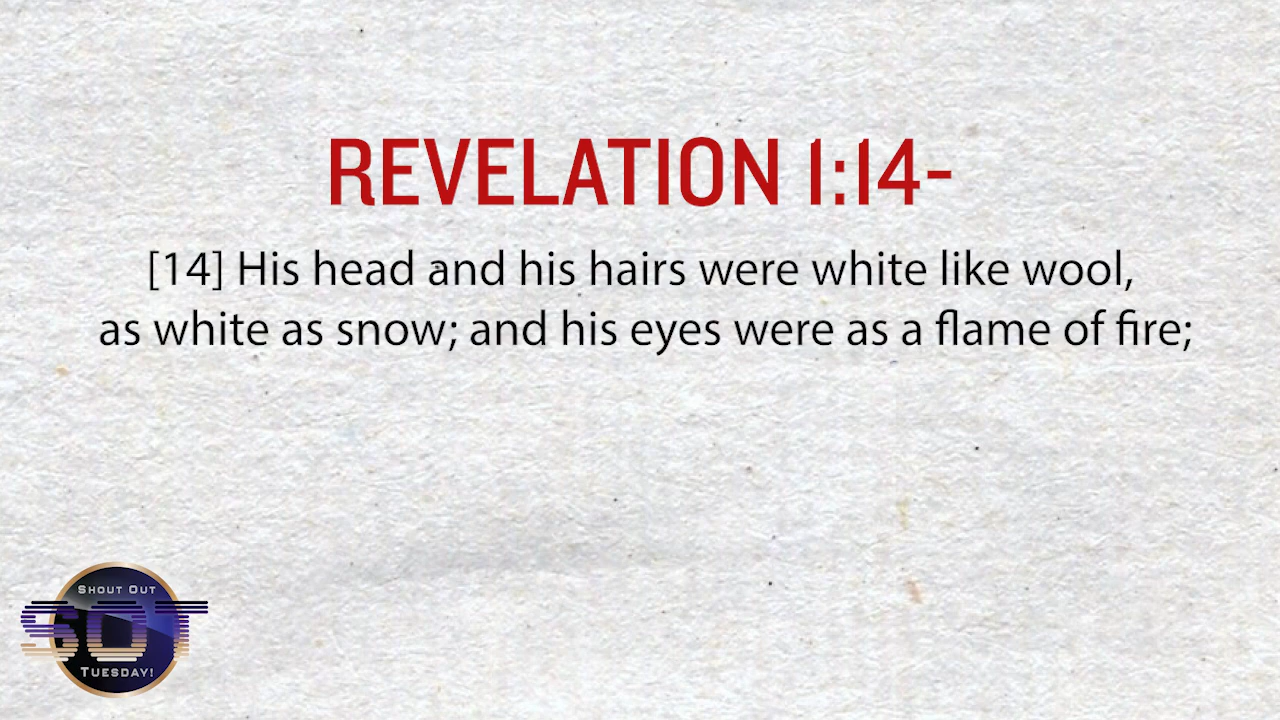 REVELATION 1:14-
[14] His head and his hairs were white like wool,
as white as snow; and his eyes were as a flame of fire;
SHOUT OUT
SOT
TUESDAY!